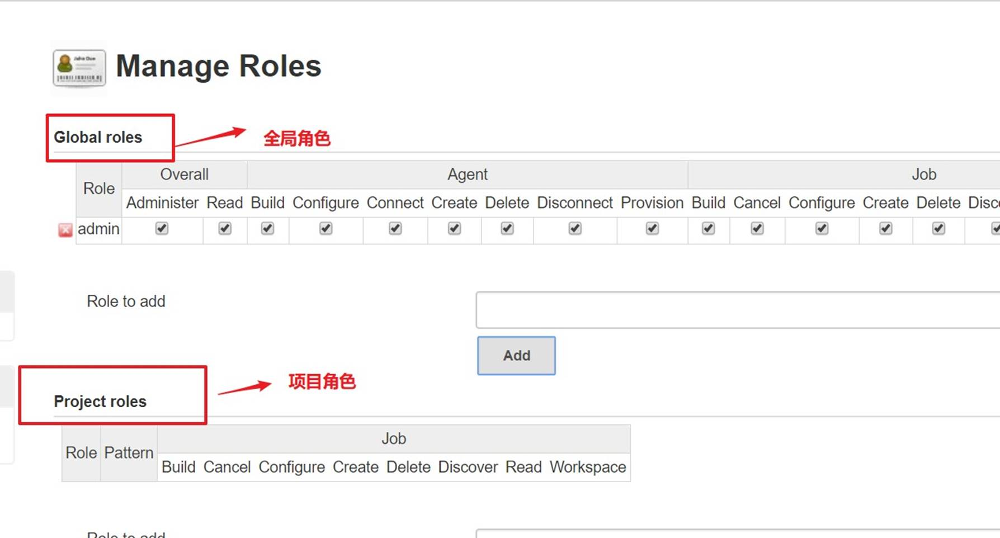 John Doe
Manage Roles
Global roles
全局角色
Overall Agent Job
Role
Administer Read Build Configure Connect Create Delete Disconnect Provision Build Cancel Configure Create Delete Disc
admin
Role to add
Add
项目角色
Project roles
Job
Role Pattern
Build Cancel Configure Create Delete Discover Read Workspace
Role to add